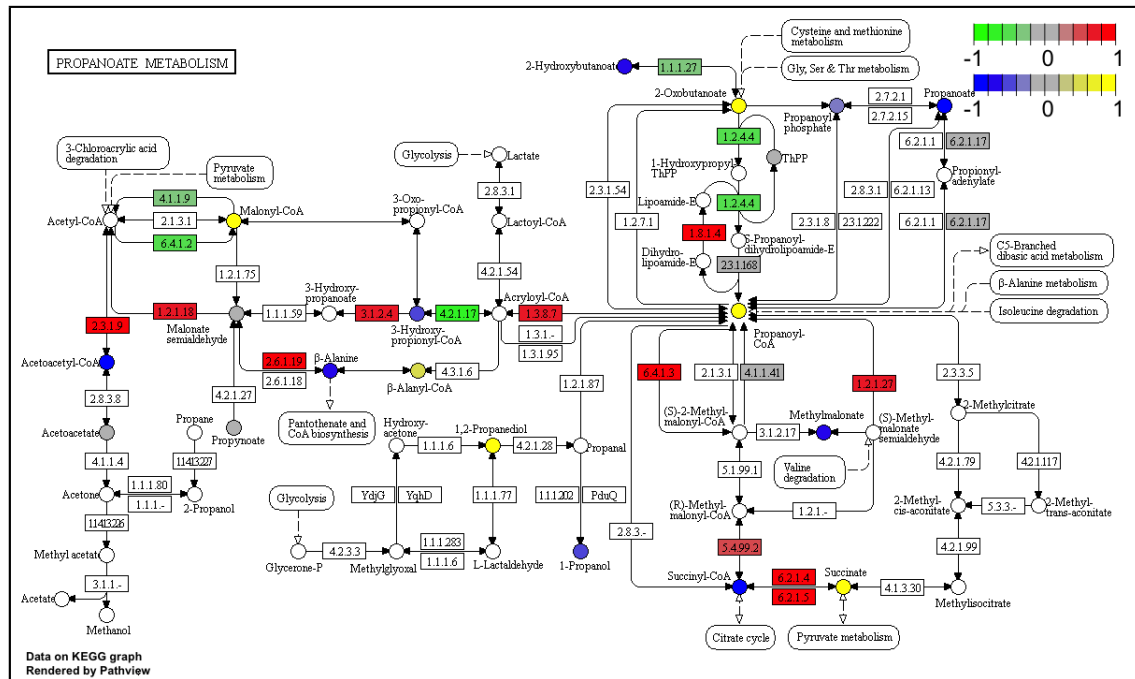 PROPANOATE METABOLISM
Cysteine and methionine
metabolism
Gly, Ser & Thr metabolism
-1 0 1
-1 0 1
2-Hydroxybutanoate
1.1.1.27
2-Oxobutanoate
Propanoyl
phosphate
2.7.2.1
2.7.2.15
Propanoate
6.2.1.1
6.2.1.17
Propionyl-
adenylate
6.2.1.1
6.2.1.17
1.2.4.4
ThPP
1-Hydroxypropyl-
ThPP
Lipoamide-E
1.2.4.4
1.8.1.4
S-Propanoyl-
dihydrolipoamide-E
Dihydro-
lipoamide-E
2.3.1.168
2.3.1.54
1.2.7.1
2.3.1.8
2.3.1.222
2.8.3.1
6.2.1.13
C5-Branched
dibasic acid metabolism
β-Alanine metabolism
Isoleucine degradation
Propanoyl-
CoA
3-Chloroacrylic acid
degradation
Pyruvate
metabolism
Glycolysis
Lactate
2.8.3.1
Lactoyl-CoA
4.2.1.54
Acryloyl-CoA
4.1.1.9
Acetyl-CoA
2.1.3.1
Malonyl-CoA
6.4.1.2
3-Oxo-
propionyl-CoA
1.2.1.75
3-Hydroxy-
propanoate
1.2.1.18
Malonate
semialdehyde
1.1.1.59
3.1.2.4
3-Hydroxy-
propionyl-CoA
4.2.1.17
1.3.8.7
1.3.1.-
1.3.1.95
2.3.1.9
Acetoacetyl-CoA
2.6.1.19
2.6.1.18
β-Alanine
β-Alanyl-CoA
4.3.1.6
2.8.3.8
4.2.1.27
Pantothenate and
CoA biosynthesis
1.2.1.87
6.4.1.3
2.1.3.1
4.1.1.41
1.2.1.27
2.3.3.5
Acetoacetate
Propane
Propynoate
Hydroxy-
acetone
1,2-Propanediol
1.1.1.6
4.2.1.28
Propanal
(S)-2-Methyl-
malonyl-CoA
3.1.2.17
Methylmalonate
(S)-Methyl-
malonate
semialdehyde
2-Methylcitrate
4.1.1.4
1.14.13.227
Valine
degradation
5.1.99.1
4.2.1.79
4.2.1.117
Acetone
1.1.1.80
1.1.1.-
2-Propanol
Glycolysis
YdjG
YqhD
1.1.1.77
1.1.1.202
PduQ
(R)-Methyl-
malonyl-CoA
1.2.1.-
2-Methyl-
cis-aconitate
5.3.3.-
2-Methyl-
trans-aconitate
1.14.13.226
2.8.3.-
5.4.99.2
4.2.1.99
Methyl acetate
Glycerone-P
4.2.3.3
Methylglyoxal
1.1.1.283
1.1.1.6
L-Lactaldehyde
1-Propanol
3.1.1.-
Acetate
Methanol
Succinyl-CoA
6.2.1.4
6.2.1.5
Succinate
4.1.3.30
Methylisocitrate
Citrate cycle
Pyruvate metabolism
Data on KEGG graph
Rendered by Pathview